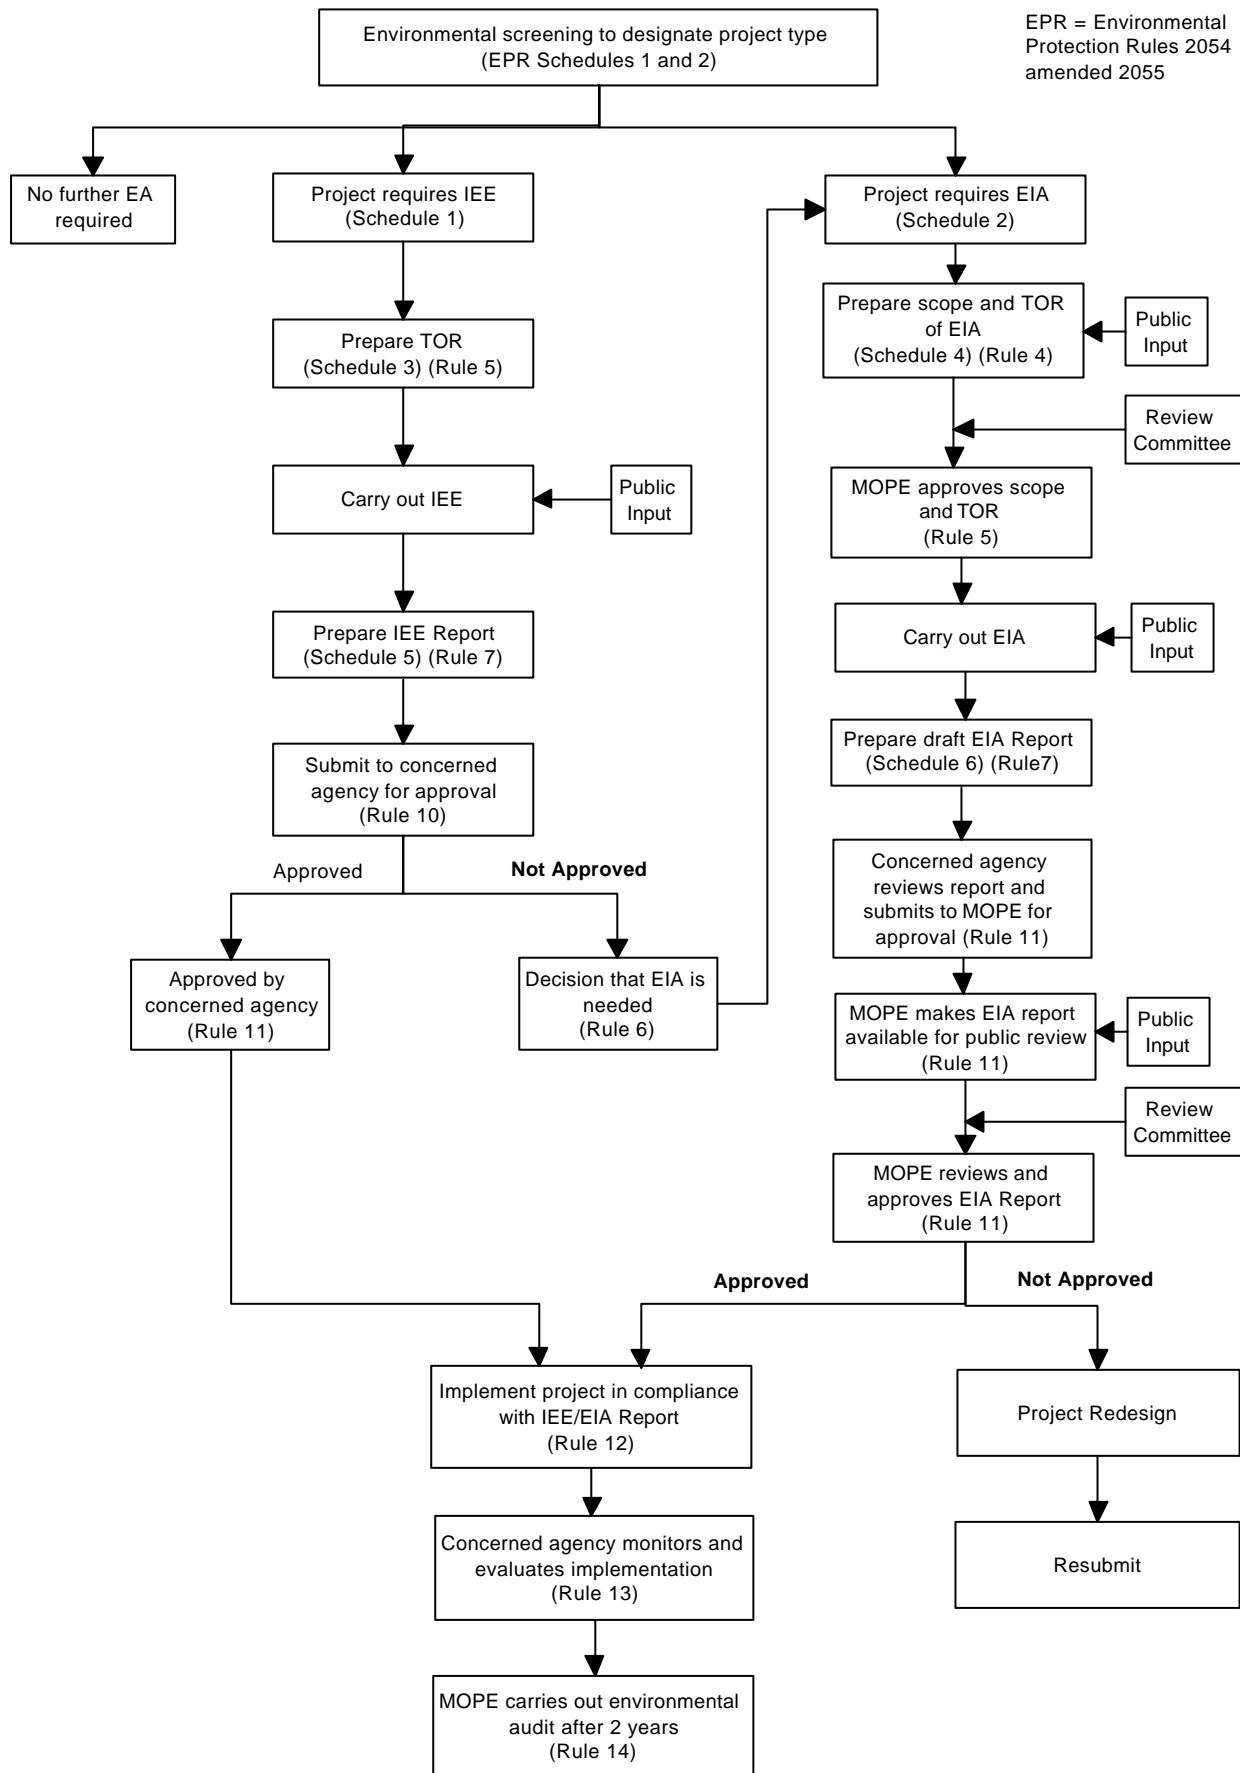 Environmental screening to designate project type
(EPR Schedules 1 and 2)
EPR = Environmental
Protection Rules 2054
amended 2055
No further EA
required
Project requires IEE
(Schedule 1)
Project requires EIA
(Schedule 2)
Prepare TOR
(Schedule 3) (Rule 5)
Prepare scope and TOR
of EIA
(Schedule 4) (Rule 4)
Public
Input
Review
Committee
Carry out IEE
Public
Input
MOPE approves scope
and TOR
(Rule 5)
Prepare IEE Report
(Schedule 5) (Rule 7)
Carry out EIA
Public
Input
Submit to concerned
agency for approval
(Rule 10)
Prepare draft EIA Report
(Schedule 6) (Rule7)
Approved
Not Approved
Concerned agency
reviews report and
submits to MOPE for
approval (Rule 11)
Approved by
concerned agency
(Rule 11)
Decision that EIA is
needed
(Rule 6)
MOPE makes EIA report
available for public review
(Rule 11)
Public
Input
Review
Committee
MOPE reviews and
approves EIA Report
(Rule 11)
Approved
Not Approved
Implement project in compliance
with IEE/EIA Report
(Rule 12)
Project Redesign
Concerned agency monitors and
evaluates implementation
(Rule 13)
Resubmit
MOPE carries out environmental
audit after 2 years
(Rule 14)